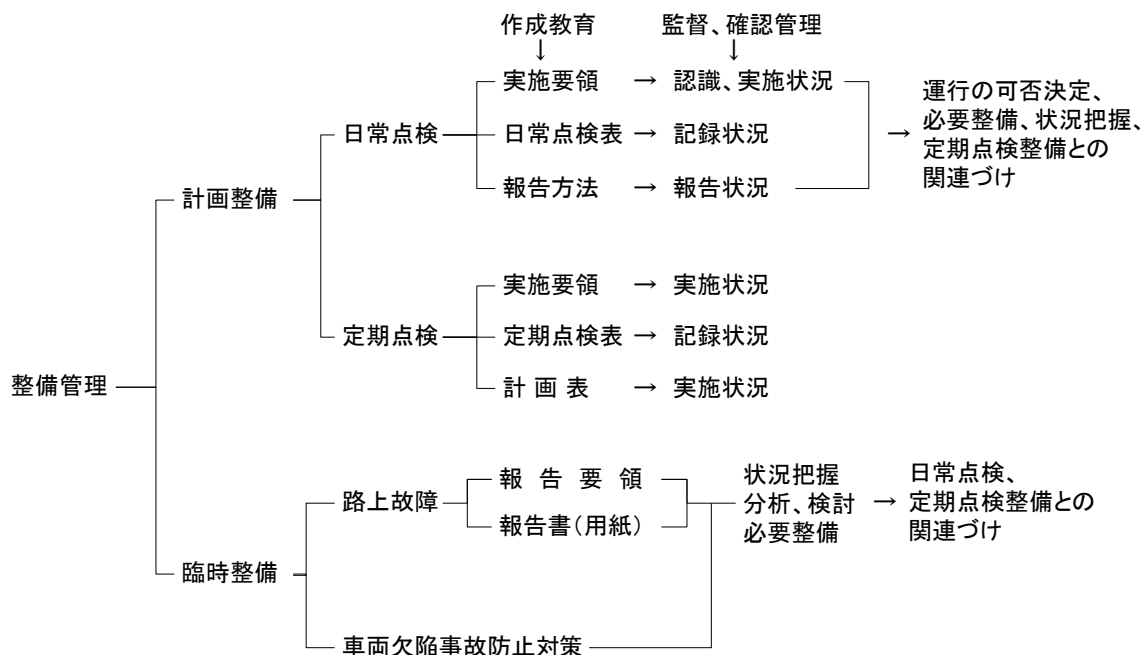 作成教育 監督、確認管理
↓ ↓
実施要領 → 認識、実施状況
日常点検 日常点検表 → 記録状況
報告方法 → 報告状況
→ 運行の可否決定、
必要整備、状況把握、
定期点検整備との
関連づけ
計画整備
実施要領 → 実施状況
定期点検 定期点検表 → 記録状況
計 画 表 → 実施状況
整備管理
路上故障 報 告 要 領
報告書(用紙)
状況把握
分析、検討
必要整備
→ 日常点検、
定期点検整備との
関連づけ
臨時整備
車両欠陥事故防止対策